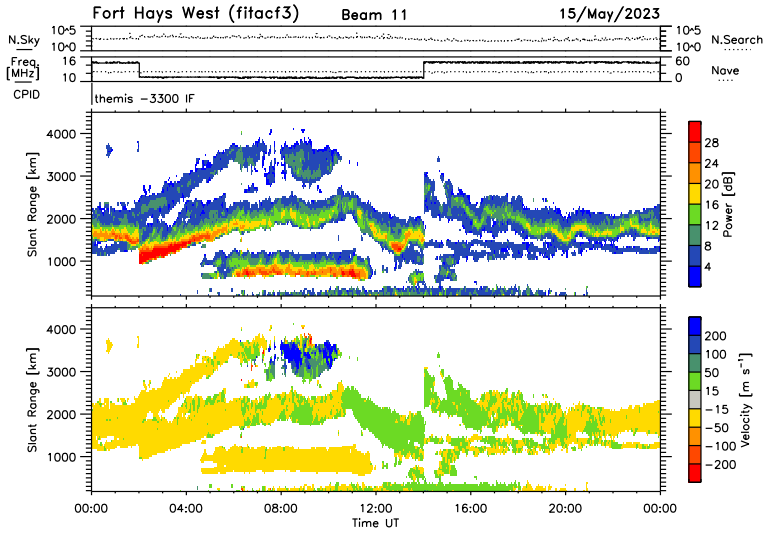 Fort Hays West (fitacf3) Beam 11 15/May/2023
N.Sky 10^5 10^0 10^5 10^0 N.Search
Freq. [MHz] 16 10 60 0 Nave
CPID themis -3300 IF
Slant Range [km] 4000 3000 2000 1000
28 24 20 16 12 8 4 Power [dB]
Slant Range [km] 4000 3000 2000 1000
200 100 50 15 -15 -50 -100 -200 Velocity [m s⁻¹]
00:00 04:00 08:00 12:00 16:00 20:00 00:00
Time UT